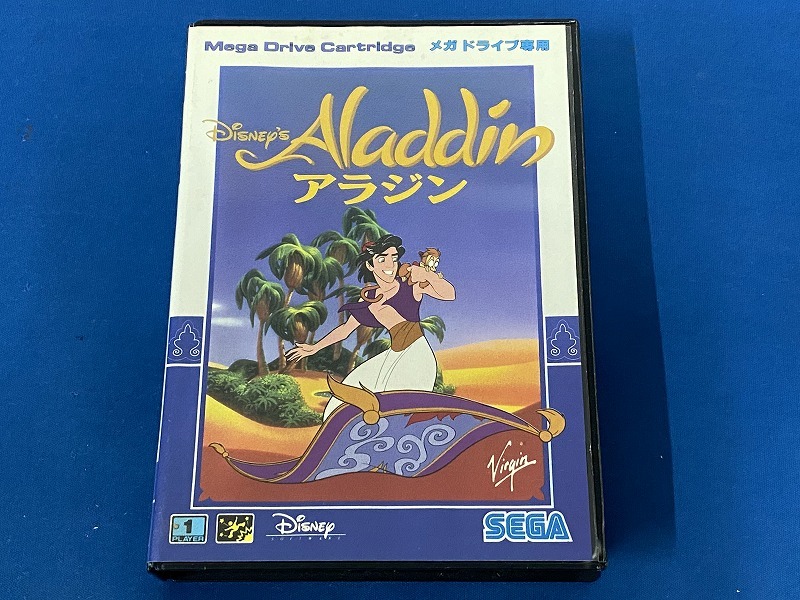 Mega Drive Cartridge メガドライブ専用
DISNEY'S Aladdin
アラジン
Virgin
1
PLAYER
DISNEY
SOFTWARE
SEGA